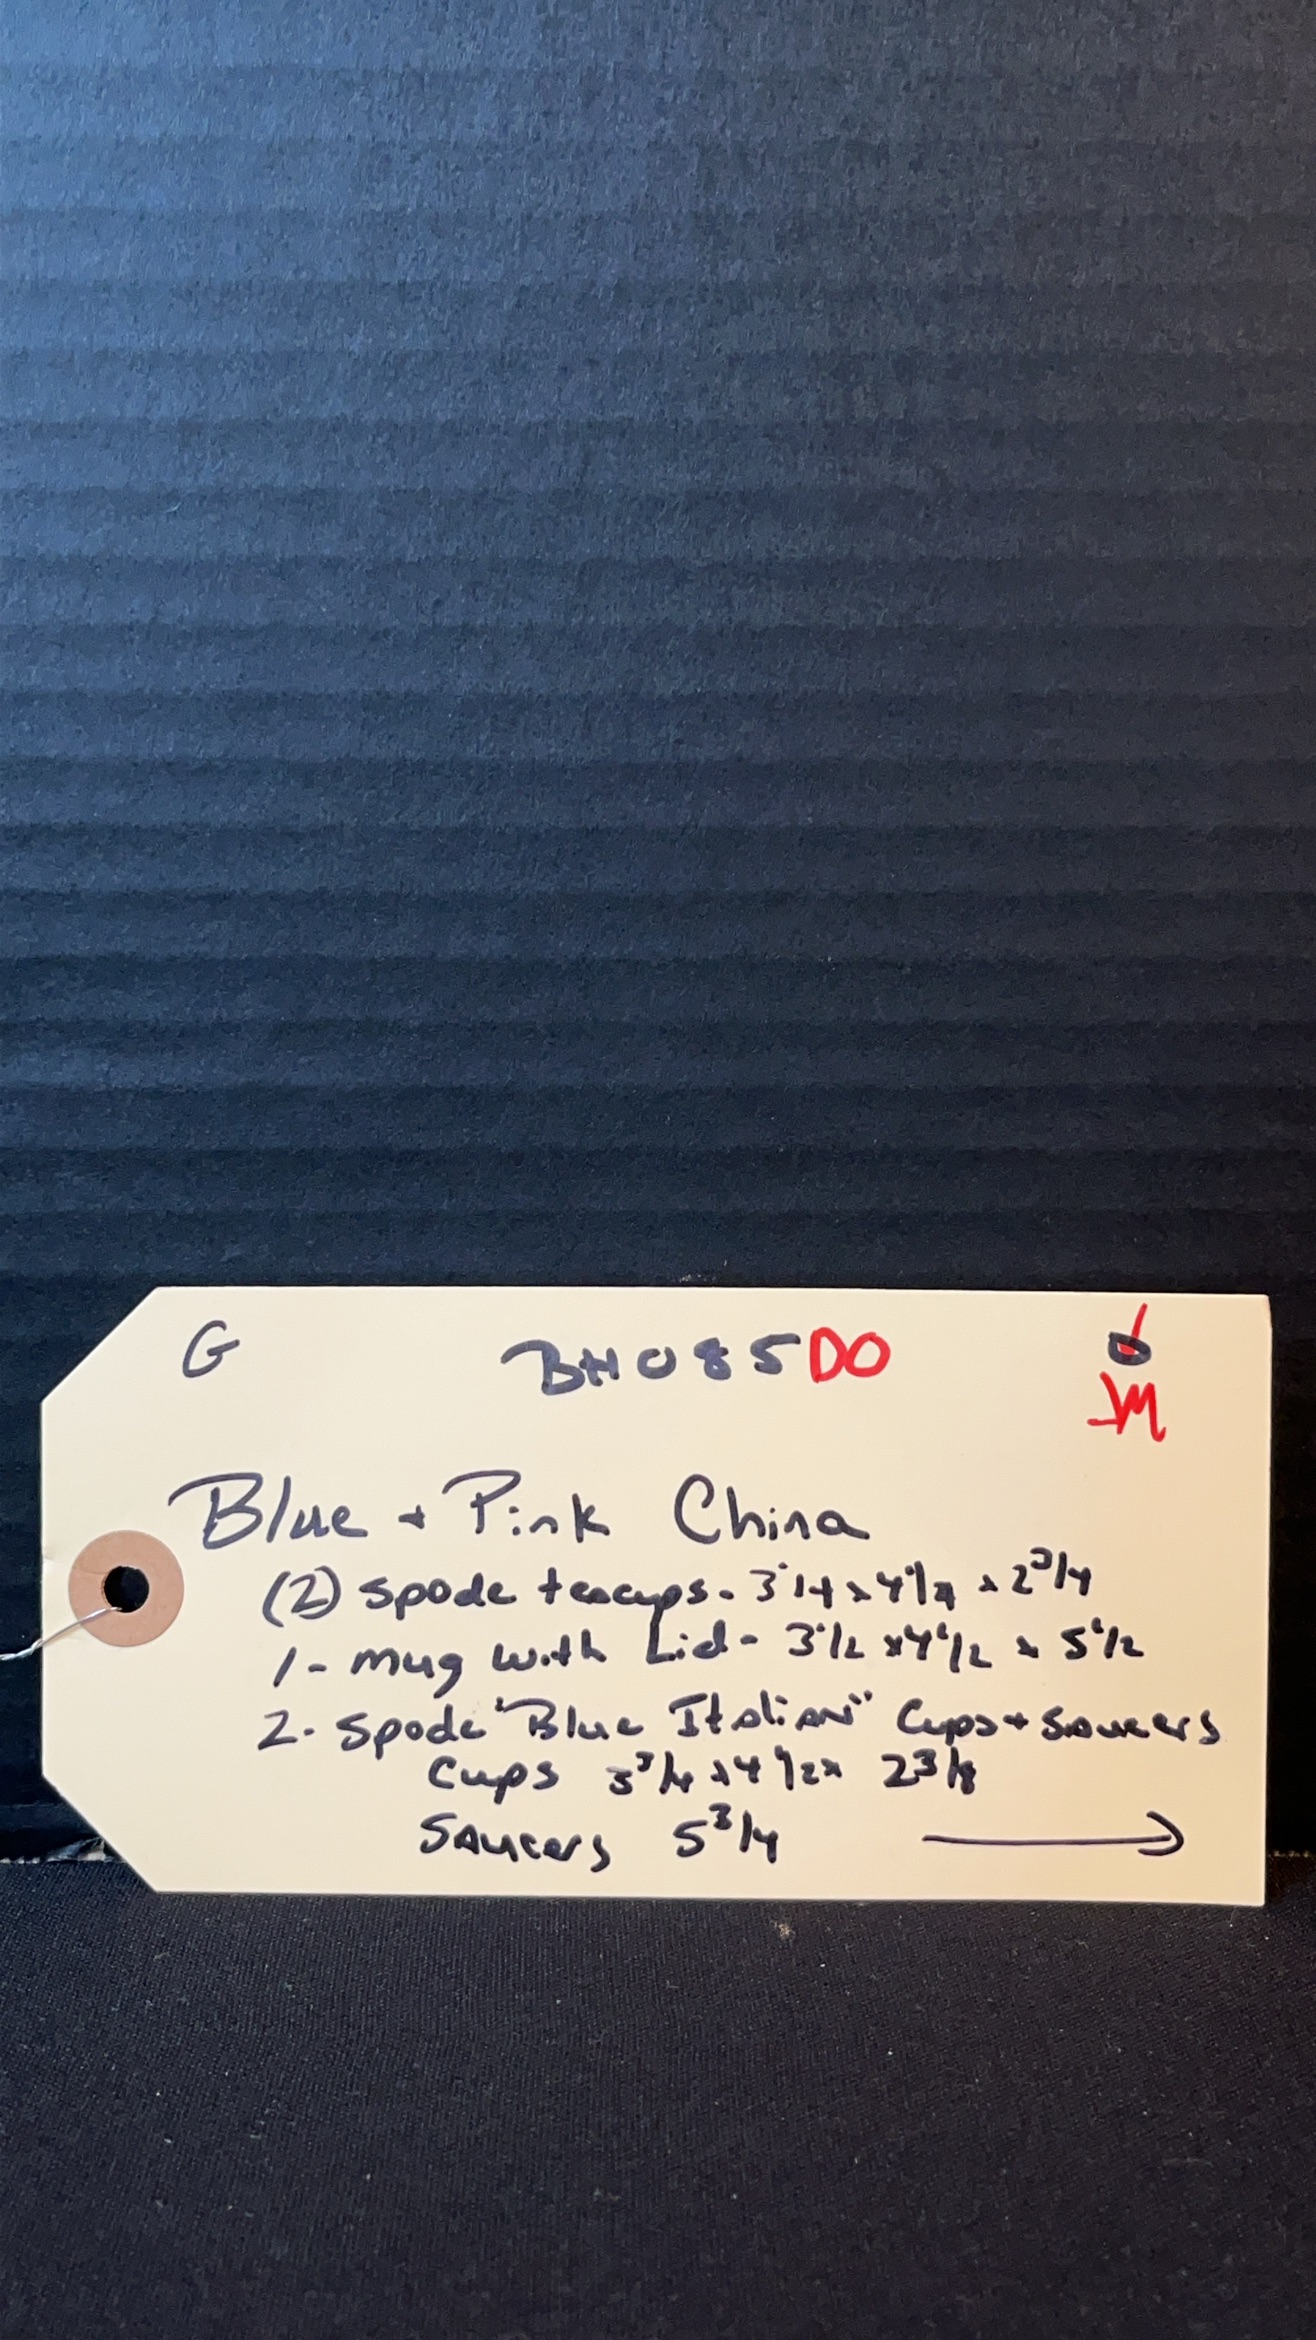 G BH085DO
JM
Blue + Pink China
(2) Spode teacups - 3 1/4 x 4 1/4 x 2 3/4
1 - mug with Lid - 3 1/2 x 4 1/2 x 5 1/2
2 - Spode "Blue Italian" Cups + Saucers
Cups 3 3/4 x 4 1/2 x 2 3/8
Saucers 5 3/4